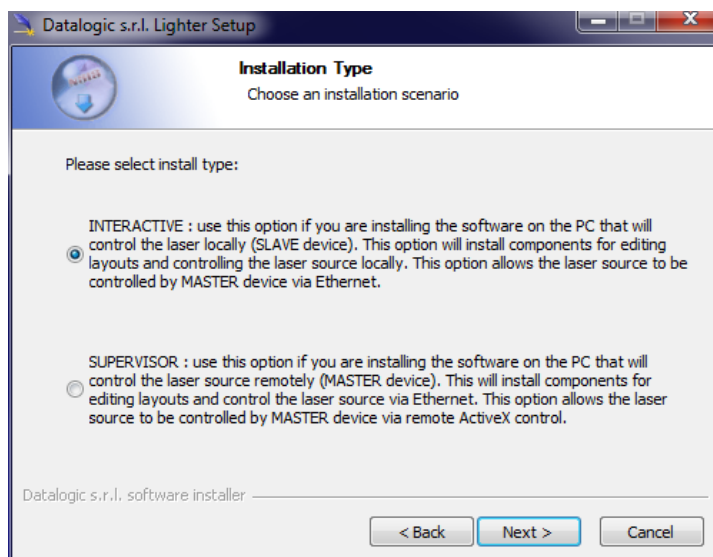 Datalogic s.r.l. Lighter Setup
Installation Type
Choose an installation scenario
Please select install type:
INTERACTIVE : use this option if you are installing the software on the PC that will
control the laser locally (SLAVE device). This option will install components for editing
layouts and controlling the laser source locally. This option allows the laser source to be
controlled by MASTER device via Ethernet.
SUPERVISOR : use this option if you are installing the software on the PC that will
control the laser source remotely (MASTER device). This will install components for
editing layouts and control the laser source via Ethernet. This option allows the laser
source to be controlled by MASTER device via remote ActiveX control.
Datalogic s.r.l. software installer
< Back
Next >
Cancel